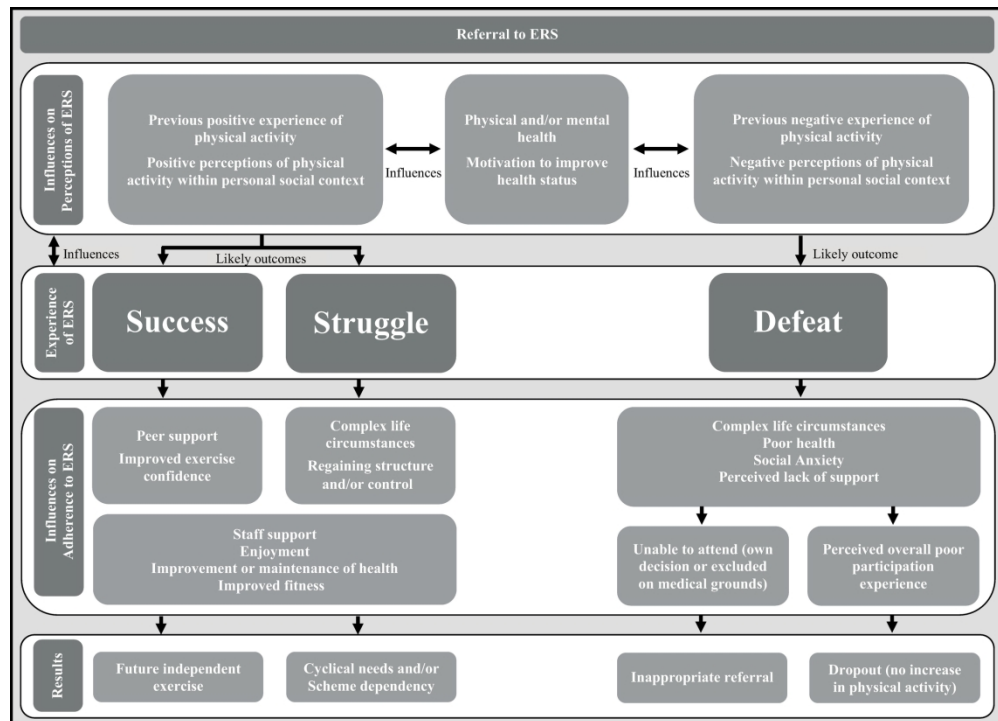 Referral to ERS
Influences on
Perceptions of ERS
Previous positive experience of
physical activity
Positive perceptions of physical
activity within personal social context
Influences
Physical and/or mental
health
Motivation to improve
health status
Influences
Previous negative experience of
physical activity
Negative perceptions of physical
activity within personal social context
Influences
Likely outcomes
Likely outcome
Experience
of ERS
Success
Struggle
Defeat
Influences on
Adherence to ERS
Peer support
Improved exercise
confidence
Complex life
circumstances
Regaining structure
and/or control
Complex life circumstances
Poor health
Social Anxiety
Perceived lack of support
Staff support
Enjoyment
Improvement or maintenance of health
Improved fitness
Unable to attend (own
decision or excluded
on medical grounds)
Perceived overall poor
participation
experience
Results
Future independent
exercise
Cyclical needs and/or
Scheme dependency
Inappropriate referral
Dropout (no increase
in physical activity)